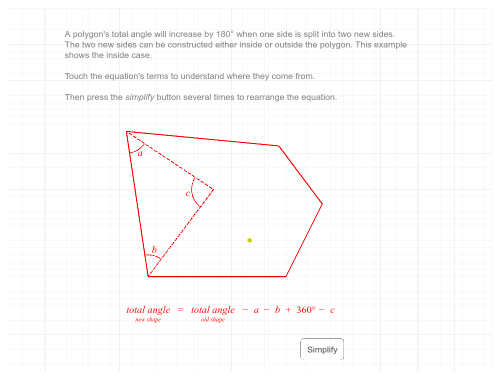 A polygon's total angle will increase by 180° when one side is split into two new sides.
The two new sides can be constructed either inside or outside the polygon. This example
shows the inside case.
Touch the equation's terms to understand where they come from.
Then press the simplify button several times to rearrange the equation.
a
c
b
total angle = total angle − a − b + 360° − c
new shape old shape
Simplify